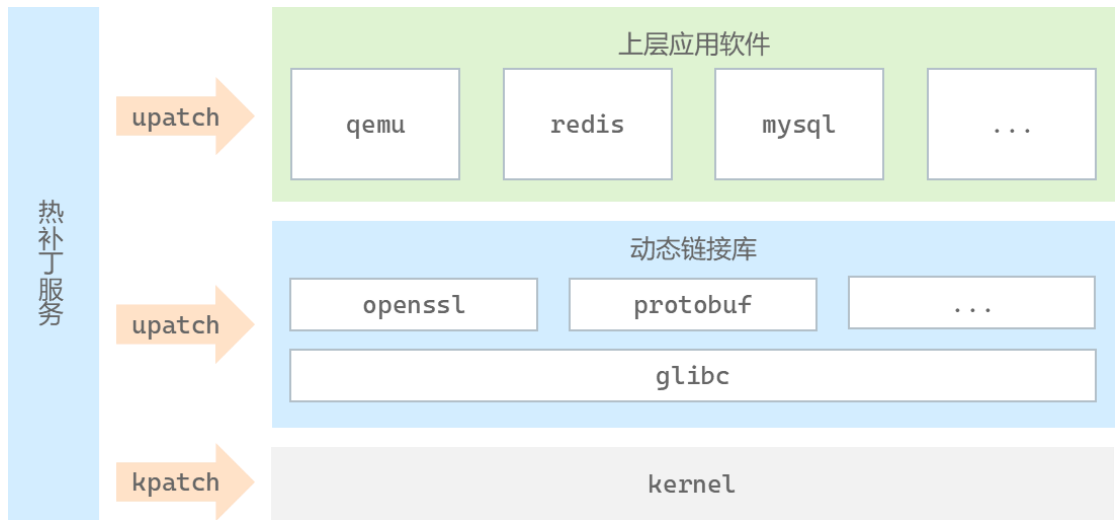 热补丁服务
upatch
上层应用软件
qemu
redis
mysql
...
upatch
动态链接库
openssl
protobuf
...
glibc
kpatch
kernel